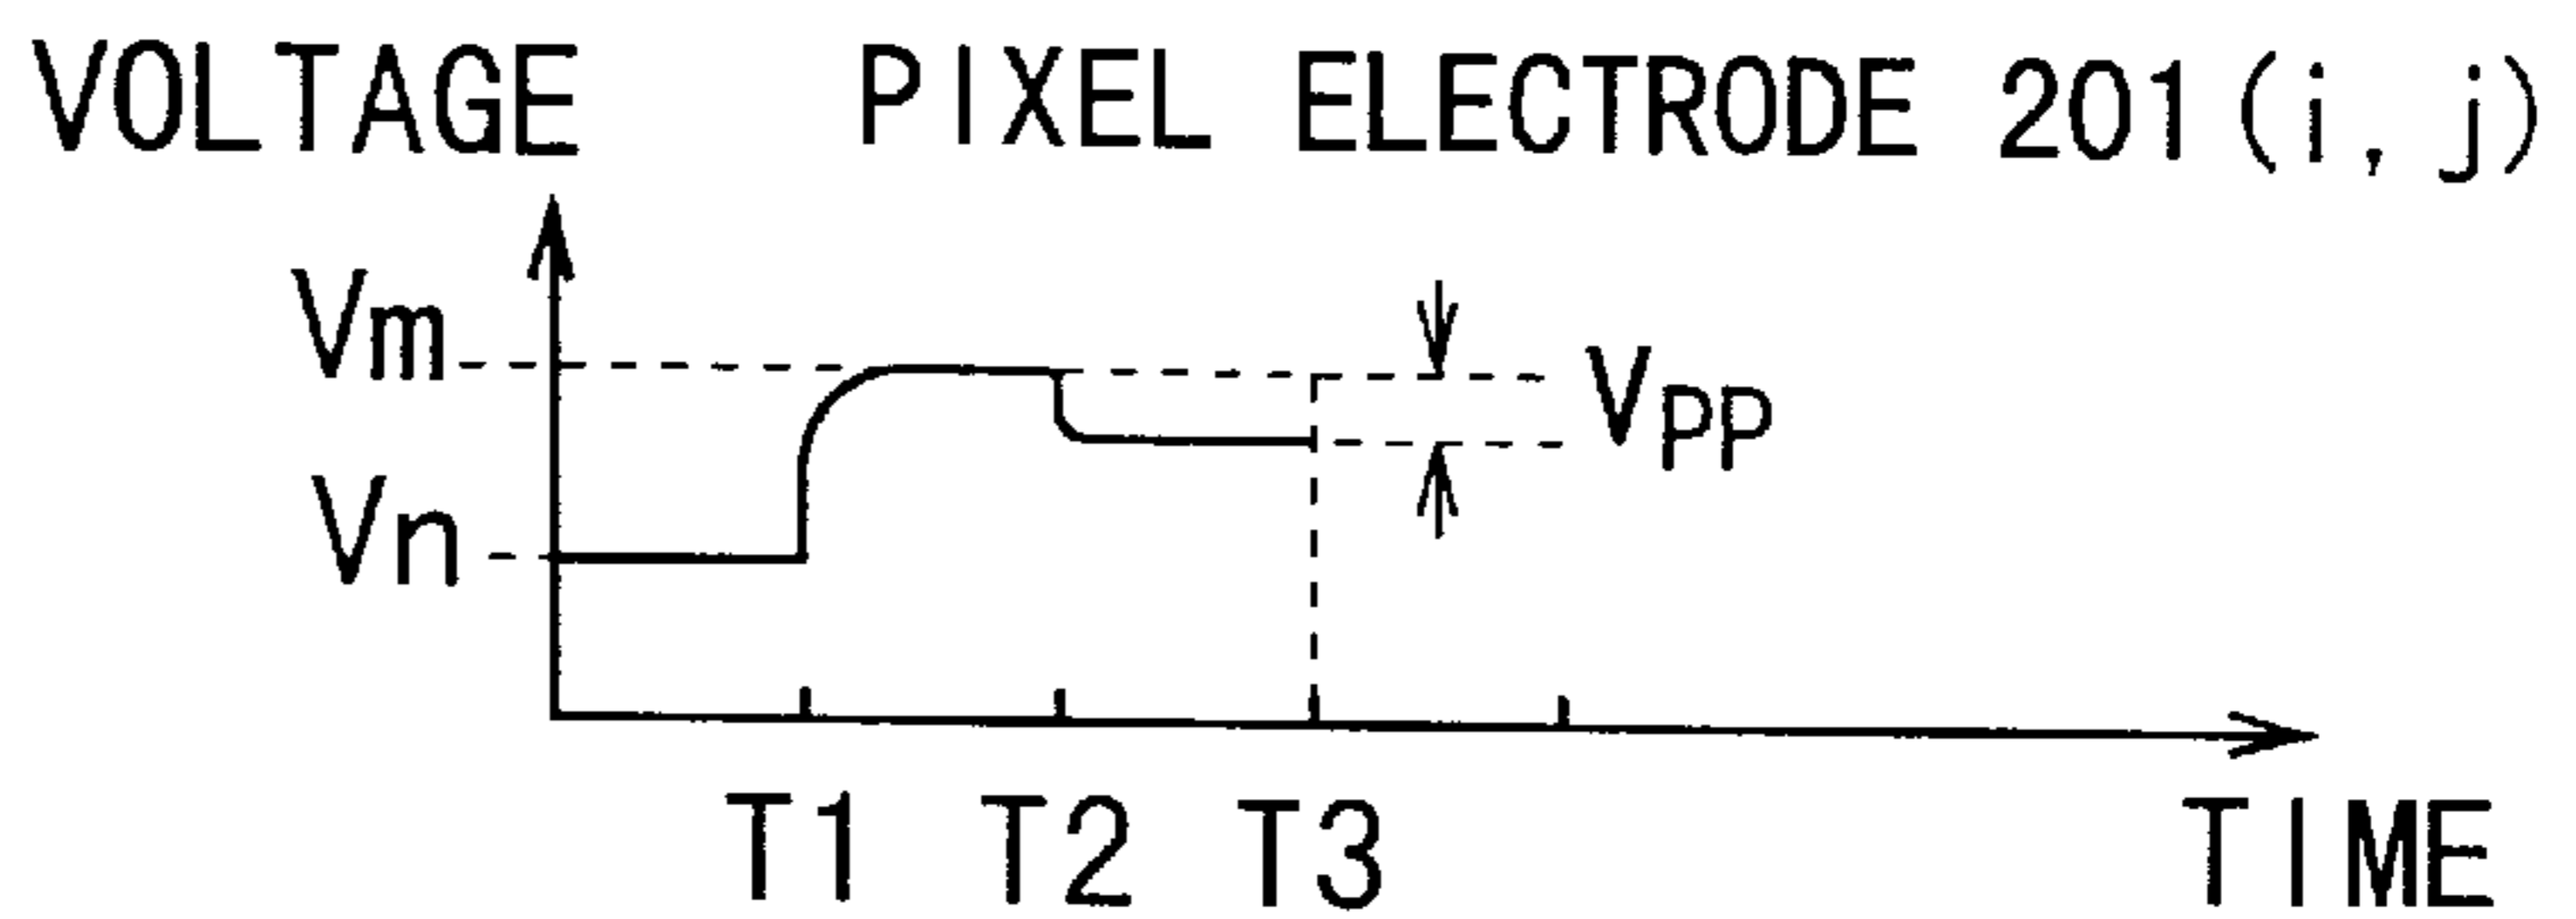 VOLTAGE PIXEL ELECTRODE 201(i, j)
Vm
VPP
Vn
T1 T2 T3 TIME